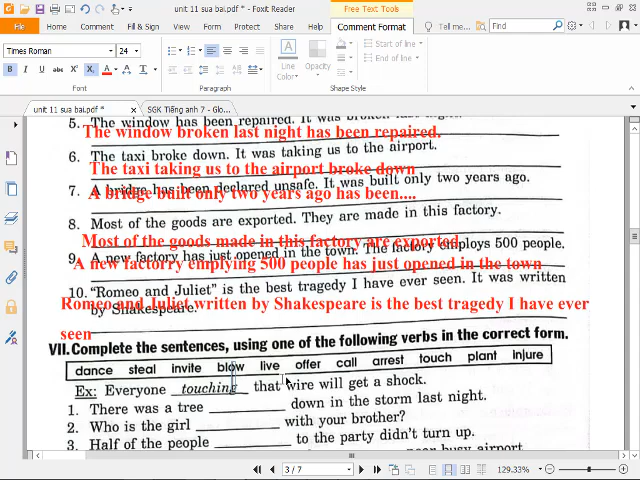 unit 11 sua bai.pdf * - Foxit Reader
Free Text Tools
File
Home
Comment
Fill & Sign
Protect
Share
Help
Comment Format
Tell me...
Find
Times Roman
24
Start of line
End of line
Font
Paragraph
Shape Style
unit 11 sua bai.pdf *
SGK Tiếng anh 7 - Glo...
5. The window has been repaired. It was broken last night.
The window broken last night has been repaired.
6. The taxi broke down. It was taking us to the airport.
The taxi taking us to the airport broke down
7. A bridge has been declared unsafe. It was built only two years ago.
A bridge built only two years ago has been....
8. Most of the goods are exported. They are made in this factory.
Most of the goods made in this factory are exported
9. A new factory has just opened in the town. The factory employs 500 people.
A new factorry emplying 500 people has just opened in the town
10. “Romeo and Juliet” is the best tragedy I have ever seen. It was written
Romeo and Juliet written by Shakespeare is the best tragedy I have ever
by Shakespeare.
seen
VII. Complete the sentences, using one of the following verbs in the correct form.
dance steal invite blow live offer call arrest touch plant injure
Ex: Everyone touching that wire will get a shock.
1. There was a tree __________ down in the storm last night.
2. Who is the girl __________ with your brother?
3. Half of the people __________ to the party didn't turn up.
near busy airport
3 / 7
129.33%